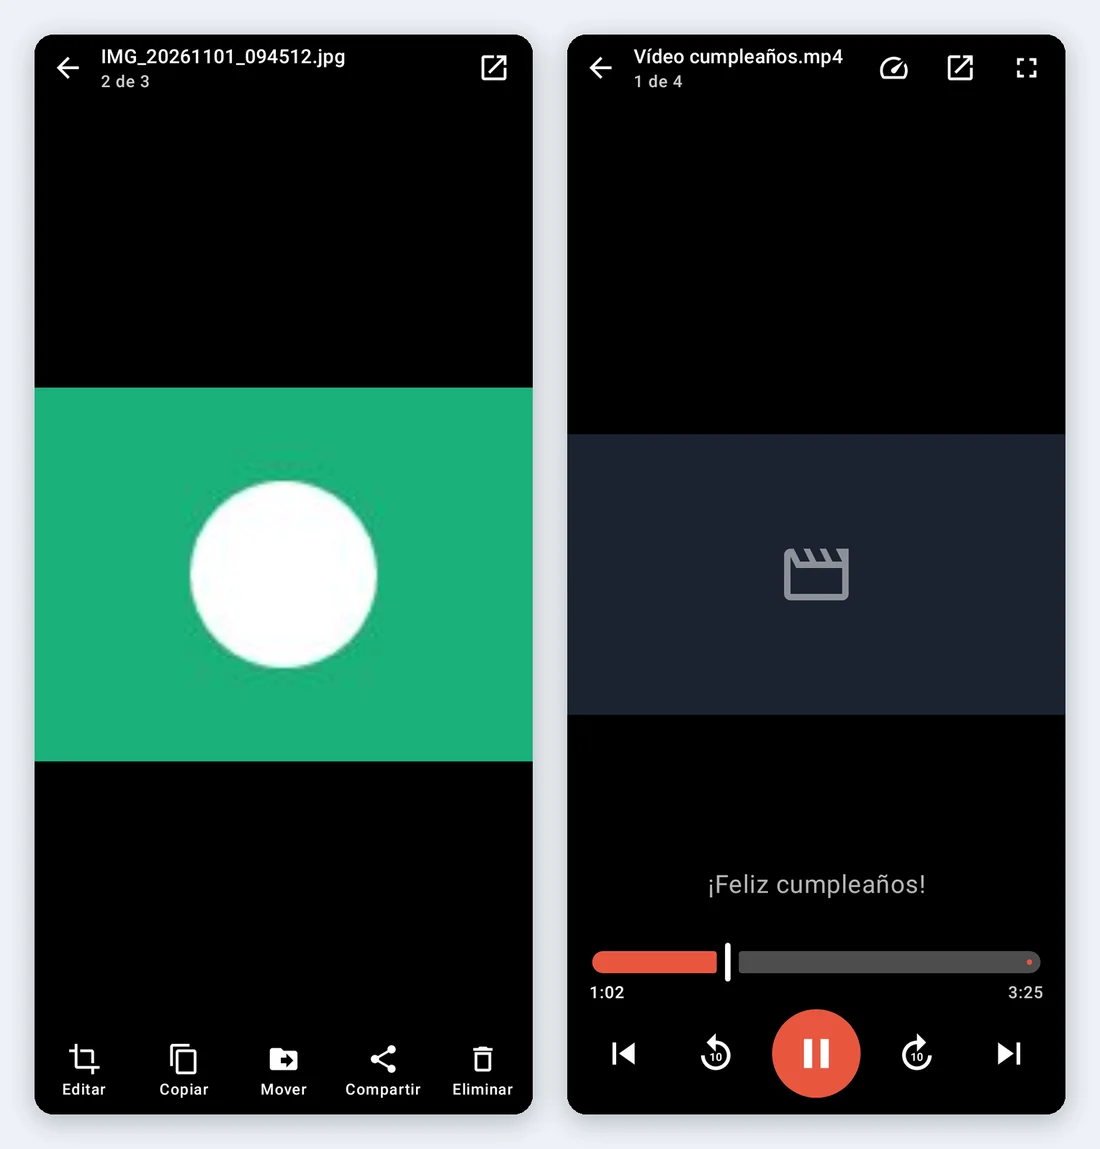 IMG_20261101_094512.jpg
2 de 3
Editar
Copiar
Mover
Compartir
Eliminar
Vídeo cumpleaños.mp4
1 de 4
¡Feliz cumpleaños!
1:02
3:25
10
10